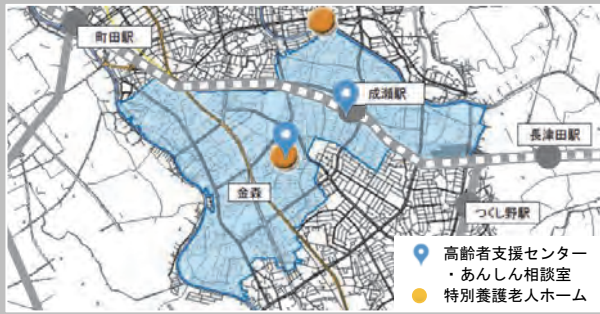 町田駅
成瀬駅
長津田駅
金森
つくし野駅
高齢者支援センター
・あんしん相談室
特別養護老人ホーム